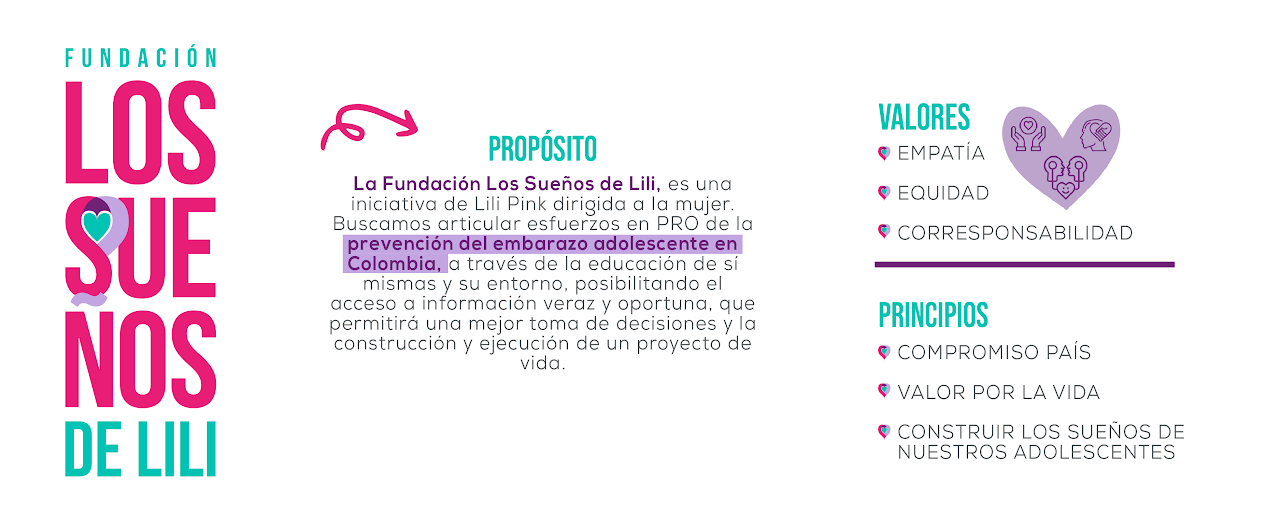 FUNDACIÓN
LOS
SUE
ÑOS
DE LILI
PROPÓSITO
La Fundación Los Sueños de Lili, es una
iniciativa de Lili Pink dirigida a la mujer.
Buscamos articular esfuerzos en PRO de la
prevención del embarazo adolescente en
Colombia, a través de la educación de sí
mismas y su entorno, posibilitando el
acceso a información veraz y oportuna, que
permitirá una mejor toma de decisiones y la
construcción y ejecución de un proyecto de
vida.
VALORES
EMPATÍA
EQUIDAD
CORRESPONSABILIDAD
PRINCIPIOS
COMPROMISO PAÍS
VALOR POR LA VIDA
CONSTRUIR LOS SUEÑOS DE
NUESTROS ADOLESCENTES